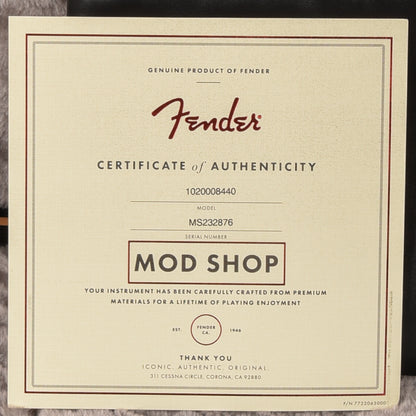 GENUINE PRODUCT OF FENDER
Fender
CERTIFICATE of AUTHENTICITY
1020008440
MODEL
MS232876
SERIAL NUMBER
MOD SHOP
YOUR INSTRUMENT HAS BEEN CAREFULLY CRAFTED FROM PREMIUM
MATERIALS FOR A LIFETIME OF PLAYING ENJOYMENT
EST.
FENDER
CA.
1946
THANK YOU
ICONIC. AUTHENTIC. ORIGINAL.
311 CESSNA CIRCLE, CORONA, CA 92880
P/N 7722063000